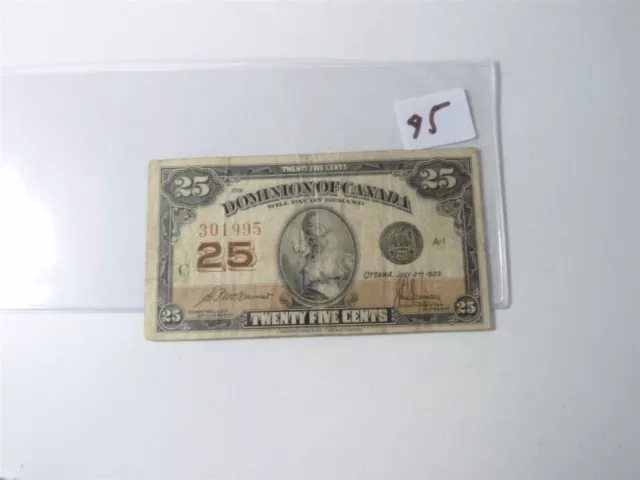 95
TWENTY FIVE CENTS
25 THE 25
DOMINION OF CANADA
WILL PAY ON DEMAND
301995
A-1
C 25
OTTAWA, JULY 2ND 1923
25 TWENTY FIVE CENTS 25